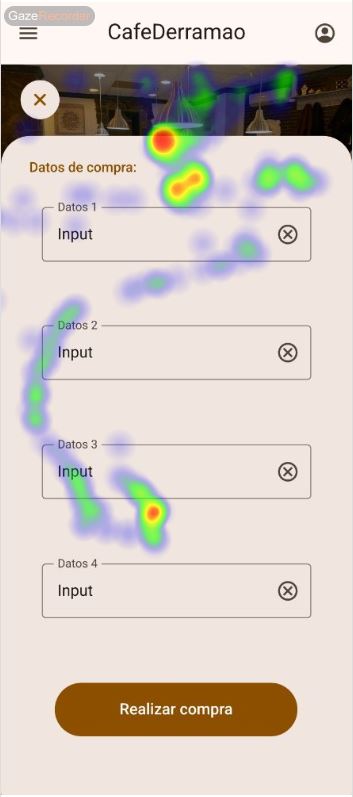 GazeRecorder
CafeDerramao
Datos de compra:
Datos 1
Input
Datos 2
Input
Datos 3
Input
Datos 4
Input
Realizar compra